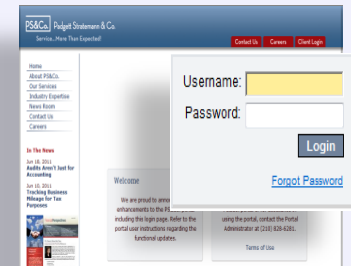 PS&Co. Padgett Stratemann & Co.
Service...More Than Expected!
Contact Us Careers Client Login
Home
About PS&Co.
Our Services
Industry Expertise
News Room
Contact Us
Careers
Username:
Password:
Login
Forgot Password
In The News
Jun 18, 2011
Audits Aren't Just for
Accounting
Jun 10, 2011
Tracking Business
Mileage for Tax
Purposes
Welcome
We are proud to
enhancements to the
including this login page. Refer to the
portal user instructions regarding the
functional updates.
using the portal, contact the Portal
Administrator at (210) 828-6281.
Terms of Use